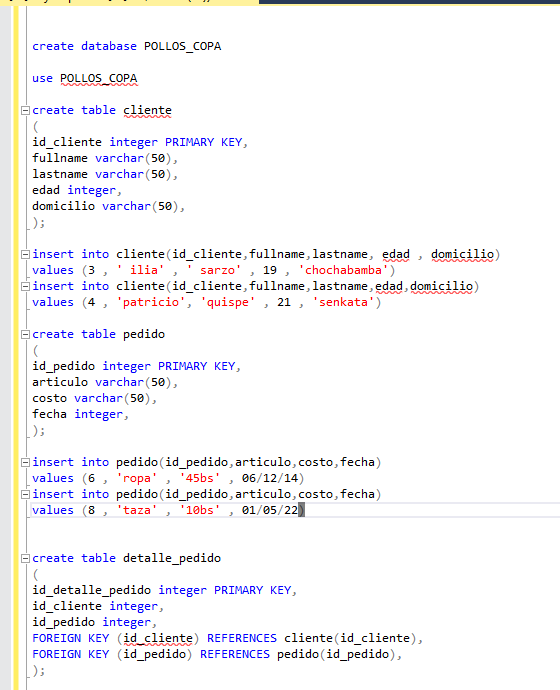 create database POLLOS_COPA
use POLLOS_COPA
create table cliente
(
id_cliente integer PRIMARY KEY,
fullname varchar(50),
lastname varchar(50),
edad integer,
domicilio varchar(50),
);
insert into cliente(id_cliente,fullname,lastname, edad , domicilio)
values (3 , ' ilia' , ' sarzo' , 19 , 'chochabamba')
insert into cliente(id_cliente,fullname,lastname,edad,domicilio)
values (4 , 'patricio', 'quispe' , 21 , 'senkata')
create table pedido
(
id_pedido integer PRIMARY KEY,
articulo varchar(50),
costo varchar(50),
fecha integer,
);
insert into pedido(id_pedido,articulo,costo,fecha)
values (6 , 'ropa' , '45bs' , 06/12/14)
insert into pedido(id_pedido,articulo,costo,fecha)
values (8 , 'taza' , '10bs' , 01/05/22)
create table detalle_pedido
(
id_detalle_pedido integer PRIMARY KEY,
id_cliente integer,
id_pedido integer,
FOREIGN KEY (id_cliente) REFERENCES cliente(id_cliente),
FOREIGN KEY (id_pedido) REFERENCES pedido(id_pedido),
);